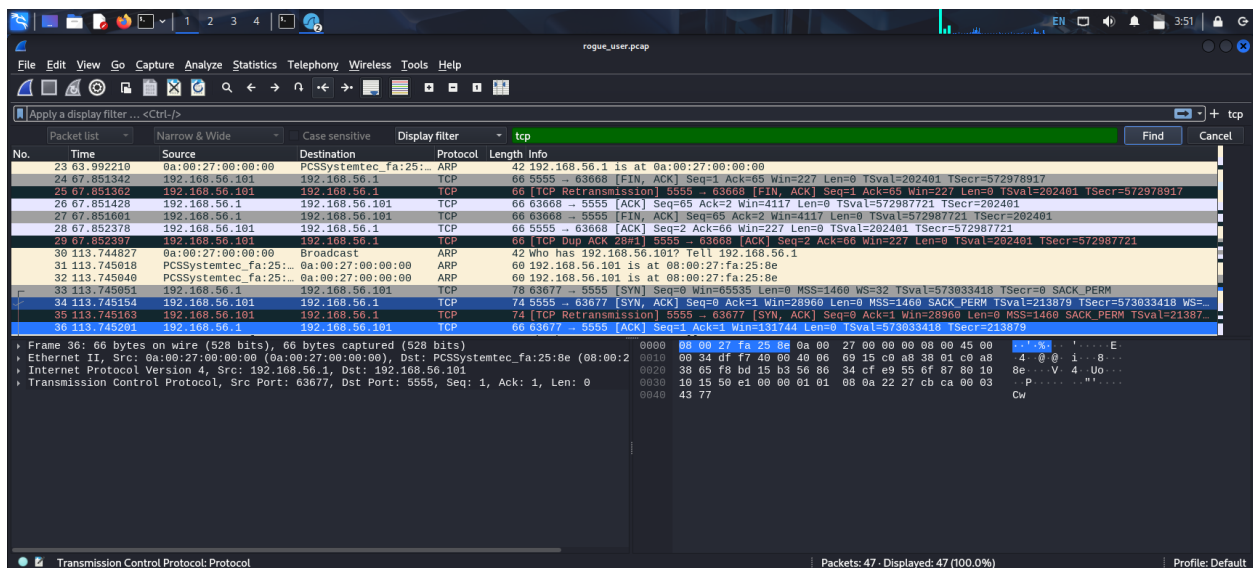 1 2 3 4 2 EN 3:51
rogue_user.pcap
File Edit View Go Capture Analyze Statistics Telephony Wireless Tools Help
Apply a display filter ... <Ctrl-/> + tcp
Packet list Narrow & Wide Case sensitive Display filter tcp Find Cancel
No. Time Source Destination Protocol Length Info
23 63.992210 0a:00:27:00:00:00 PCSSystemtec_fa:25:… ARP 42 192.168.56.1 is at 0a:00:27:00:00:00
24 67.851342 192.168.56.101 192.168.56.1 TCP 66 5555 → 63668 [FIN, ACK] Seq=1 Ack=65 Win=227 Len=0 TSval=202401 TSecr=572978917
25 67.851362 192.168.56.101 192.168.56.1 TCP 66 [TCP Retransmission] 5555 → 63668 [FIN, ACK] Seq=1 Ack=65 Win=227 Len=0 TSval=202401 TSecr=572978917
26 67.851428 192.168.56.1 192.168.56.101 TCP 66 63668 → 5555 [ACK] Seq=65 Ack=2 Win=4117 Len=0 TSval=572987721 TSecr=202401
27 67.851601 192.168.56.1 192.168.56.101 TCP 66 63668 → 5555 [FIN, ACK] Seq=65 Ack=2 Win=4117 Len=0 TSval=572987721 TSecr=202401
28 67.852378 192.168.56.101 192.168.56.1 TCP 66 5555 → 63668 [ACK] Seq=2 Ack=66 Win=227 Len=0 TSval=202401 TSecr=572987721
29 67.852397 192.168.56.101 192.168.56.1 TCP 66 [TCP Dup ACK 28#1] 5555 → 63668 [ACK] Seq=2 Ack=66 Win=227 Len=0 TSval=202401 TSecr=572987721
30 113.744827 0a:00:27:00:00:00 Broadcast ARP 42 Who has 192.168.56.101? Tell 192.168.56.1
31 113.745018 PCSSystemtec_fa:25:… 0a:00:27:00:00:00 ARP 60 192.168.56.101 is at 08:00:27:fa:25:8e
32 113.745040 PCSSystemtec_fa:25:… 0a:00:27:00:00:00 ARP 60 192.168.56.101 is at 08:00:27:fa:25:8e
33 113.745051 192.168.56.1 192.168.56.101 TCP 78 63677 → 5555 [SYN] Seq=0 Win=65535 Len=0 MSS=1460 WS=32 TSval=573033418 TSecr=0 SACK_PERM
34 113.745154 192.168.56.101 192.168.56.1 TCP 74 5555 → 63677 [SYN, ACK] Seq=0 Ack=1 Win=28960 Len=0 MSS=1460 SACK_PERM TSval=213879 TSecr=573033418 WS=…
35 113.745163 192.168.56.101 192.168.56.1 TCP 74 [TCP Retransmission] 5555 → 63677 [SYN, ACK] Seq=0 Ack=1 Win=28960 Len=0 MSS=1460 SACK_PERM TSval=21387…
36 113.745201 192.168.56.1 192.168.56.101 TCP 66 63677 → 5555 [ACK] Seq=1 Ack=1 Win=131744 Len=0 TSval=573033418 TSecr=213879
Frame 36: 66 bytes on wire (528 bits), 66 bytes captured (528 bits)
Ethernet II, Src: 0a:00:27:00:00:00 (0a:00:27:00:00:00), Dst: PCSSystemtec_fa:25:8e (08:00:2
Internet Protocol Version 4, Src: 192.168.56.1, Dst: 192.168.56.101
Transmission Control Protocol, Src Port: 63677, Dst Port: 5555, Seq: 1, Ack: 1, Len: 0
0000 08 00 27 fa 25 8e 0a 00 27 00 00 00 08 00 45 00 ··'·%··· '·····E·
0010 00 34 df f7 40 00 40 06 69 15 c0 a8 38 01 c0 a8 ·4··@·@· i···8···
0020 38 65 f8 bd 15 b3 56 86 34 cf e9 55 6f 87 80 10 8e····V· 4··Uo···
0030 10 15 50 e1 00 00 01 01 08 0a 22 27 cb ca 00 03 ··P····· ··"'····
0040 43 77 Cw
Transmission Control Protocol: Protocol Packets: 47 · Displayed: 47 (100.0%) Profile: Default